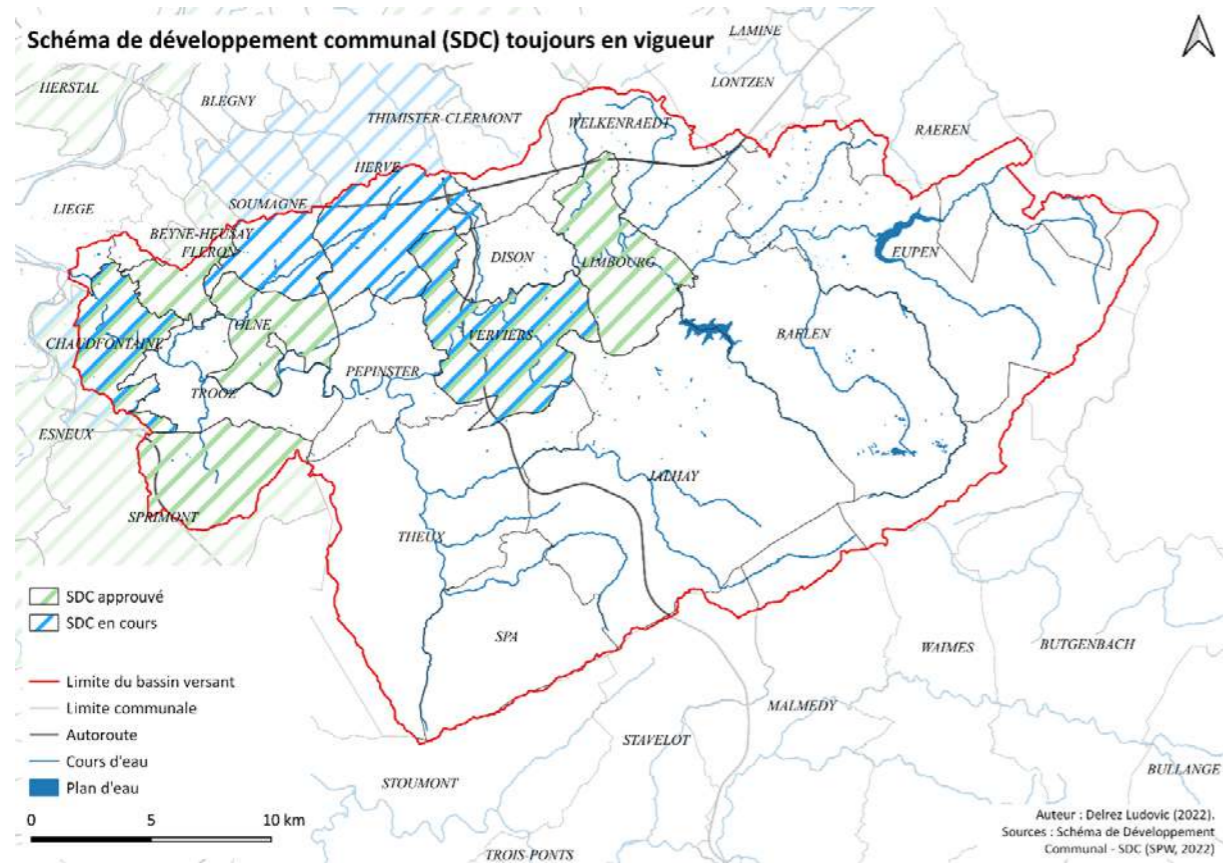 Schéma de développement communal (SDC) toujours en vigueur
LAMINE
HERSTAL
LONTZEN
BLEGNY
THIMISTER-CLERMONT
WELKENRAEDT
RAEREN
HERVE
SOUMAGNE
LIEGE
BEYNE-HEUSAY
FLERON
DISON
LIMBOURG
EUPEN
OLNE
VERVIERS
BAELEN
CHAUDFONTAINE
PEPINSTER
TROOZ
ESNEUX
JALHAY
SPRIMONT
THEUX
SDC approuvé
SDC en cours
SPA
WAIMES
BUTGENBACH
Limite du bassin versant
Limite communale
Autoroute
Cours d'eau
Plan d'eau
MALMEDY
STAVELOT
STOUMONT
BULLANGE
0 5 10 km
TROIS-PONTS
Auteur : Delrez Ludovic (2022).
Sources : Schéma de Développement
Communal - SDC (SPW, 2022)